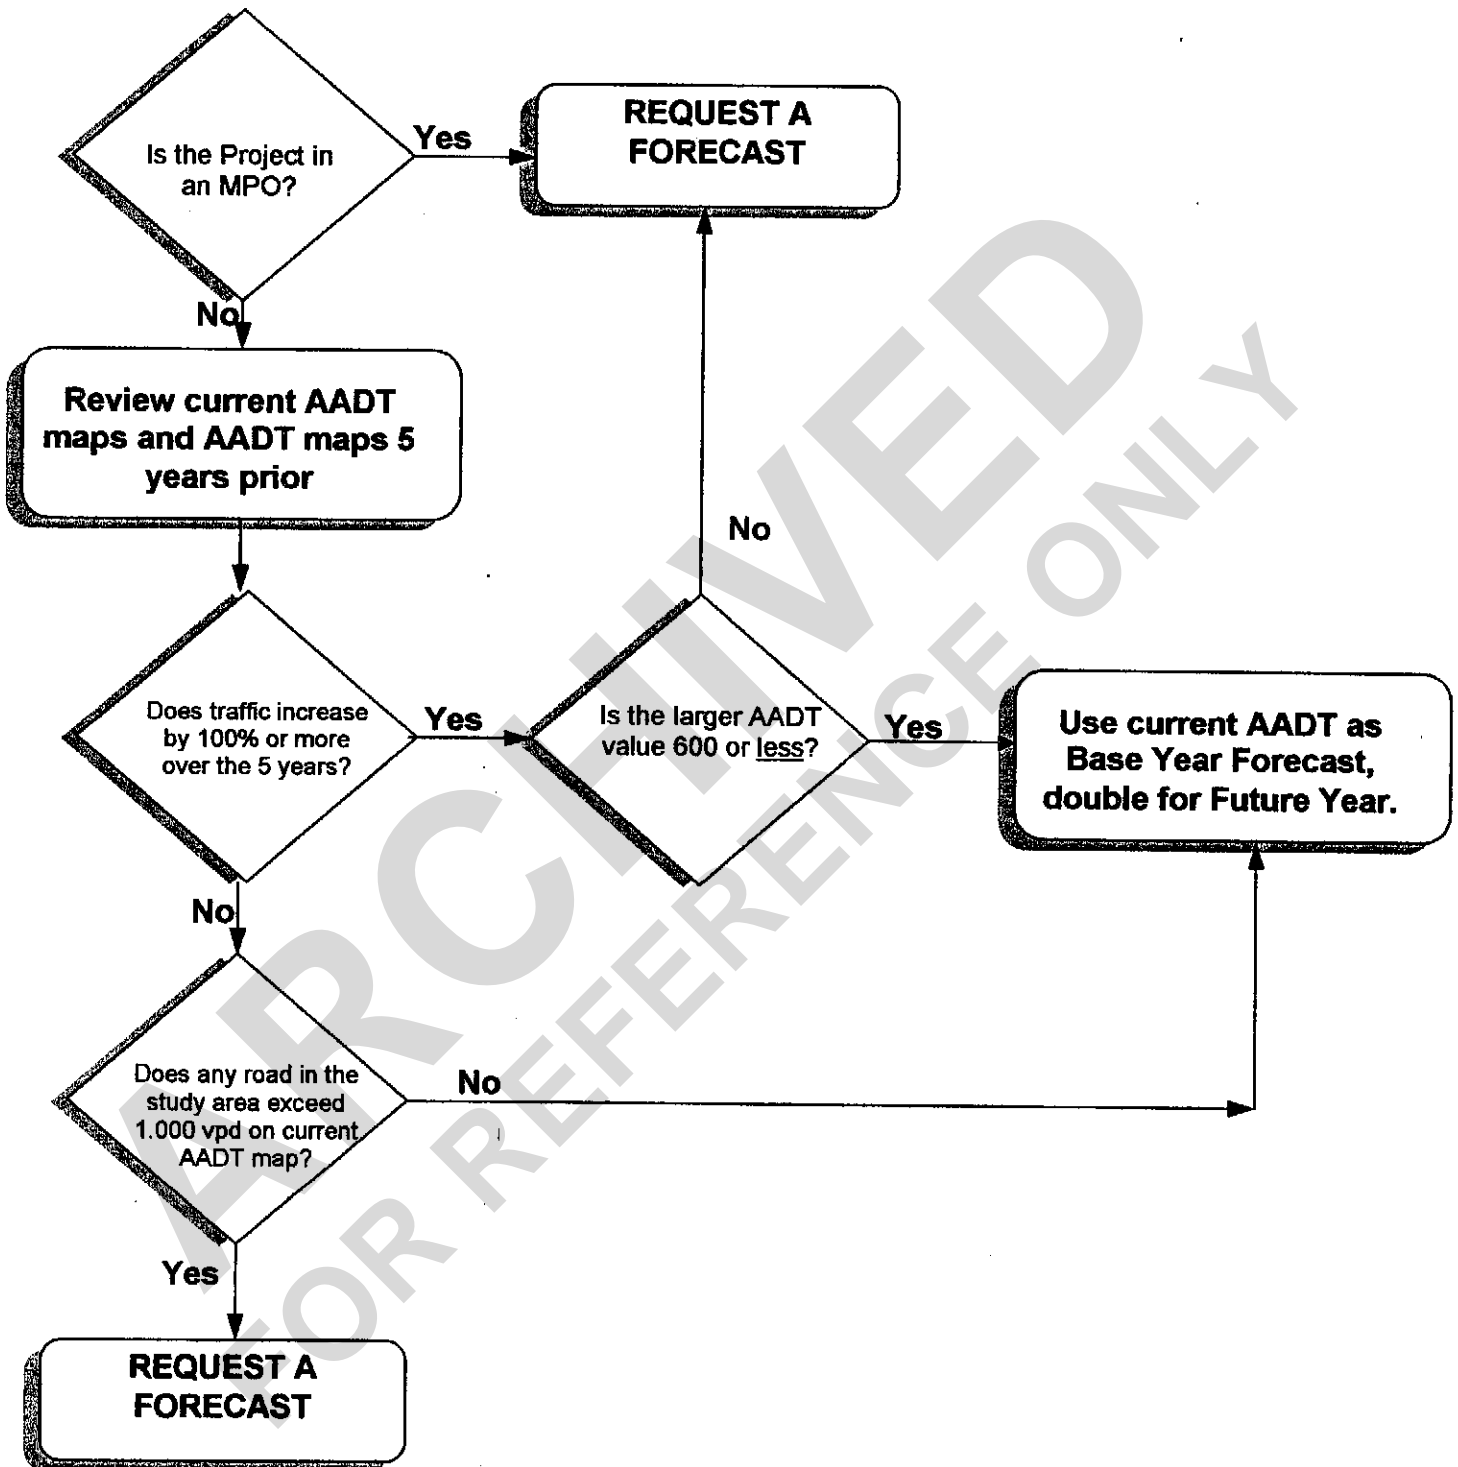 Is the Project in
an MPO?
Yes
REQUEST A
FORECAST
No
Review current AADT
maps and AADT maps 5
years prior
No
Does traffic increase
by 100% or more
over the 5 years?
Yes
Is the larger AADT
value 600 or less?
Yes
Use current AADT as
Base Year Forecast,
double for Future Year.
No
Does any road in the
study area exceed
1.000 vpd on current
AADT map?
No
Yes
REQUEST A
FORECAST
ARCHIVED
FOR REFERENCE ONLY